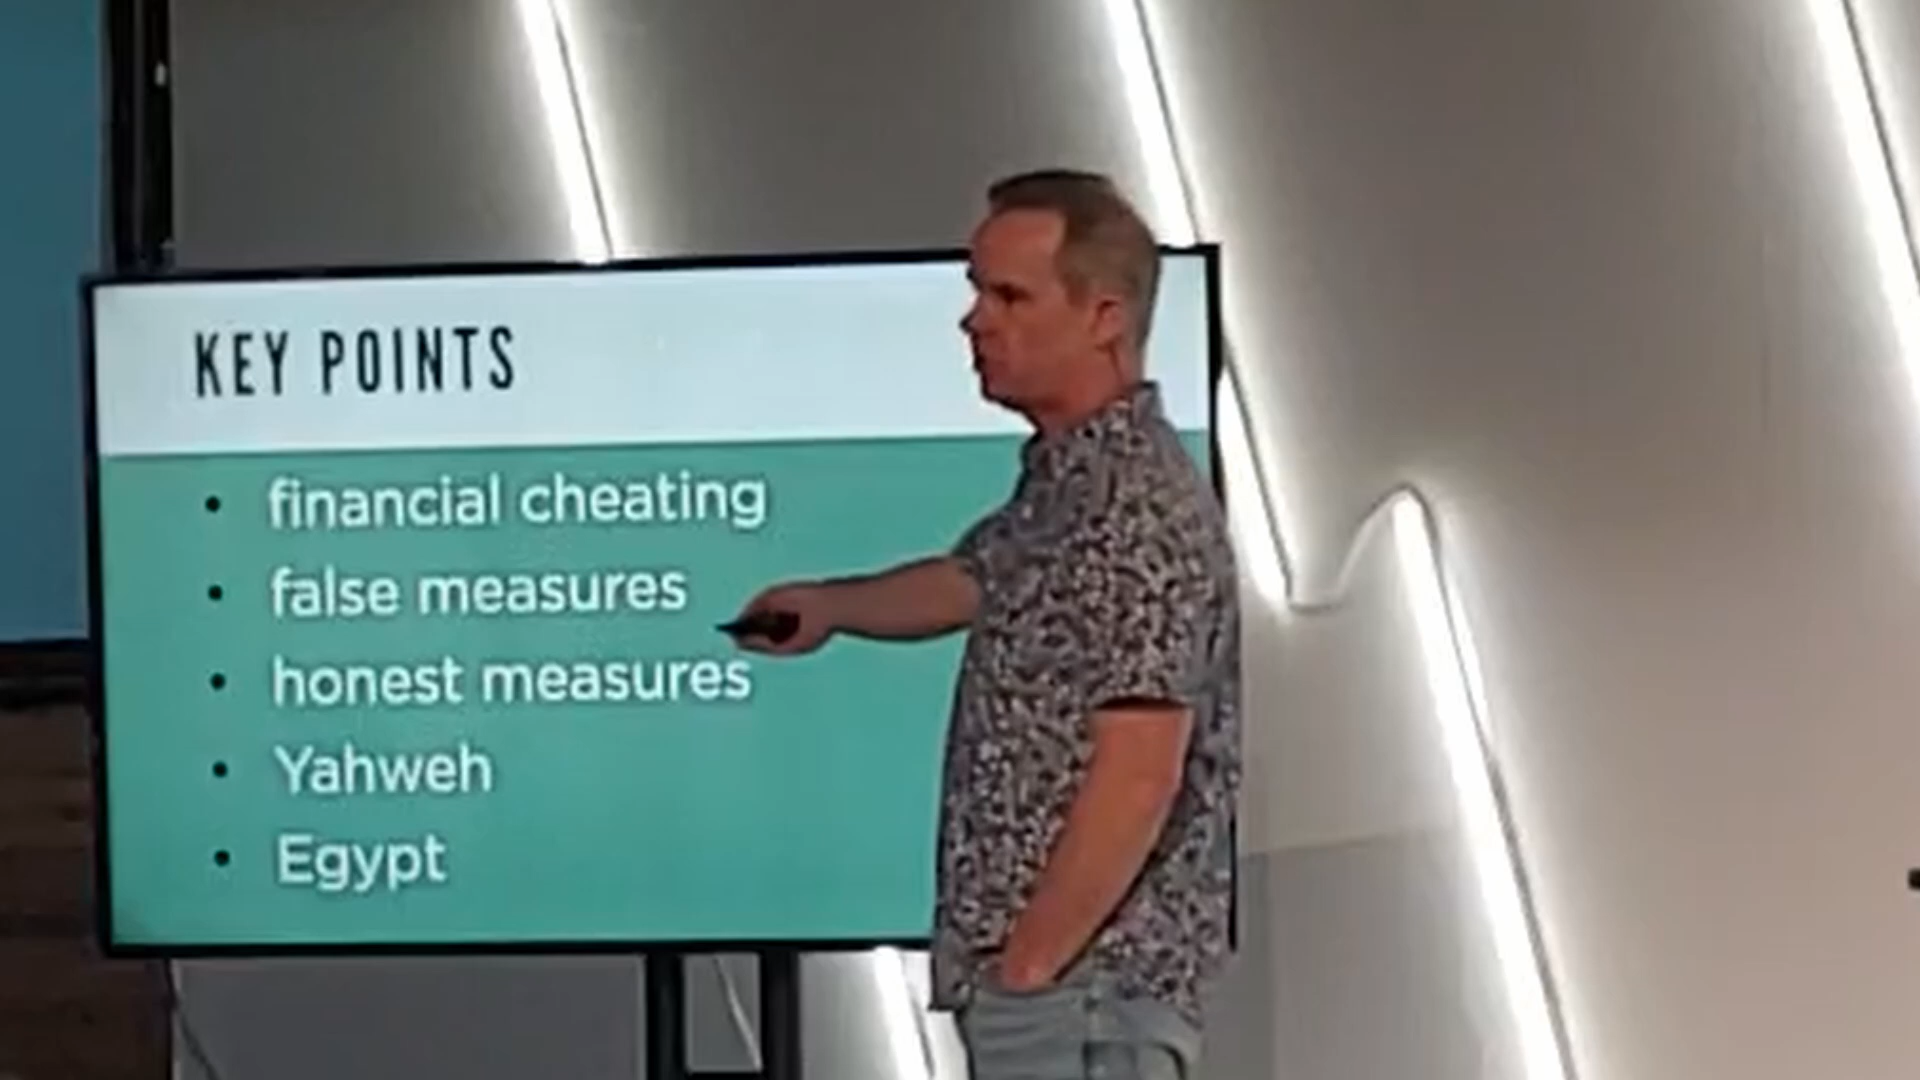 KEY POINTS
• financial cheating
• false measures
• honest measures
• Yahweh
• Egypt